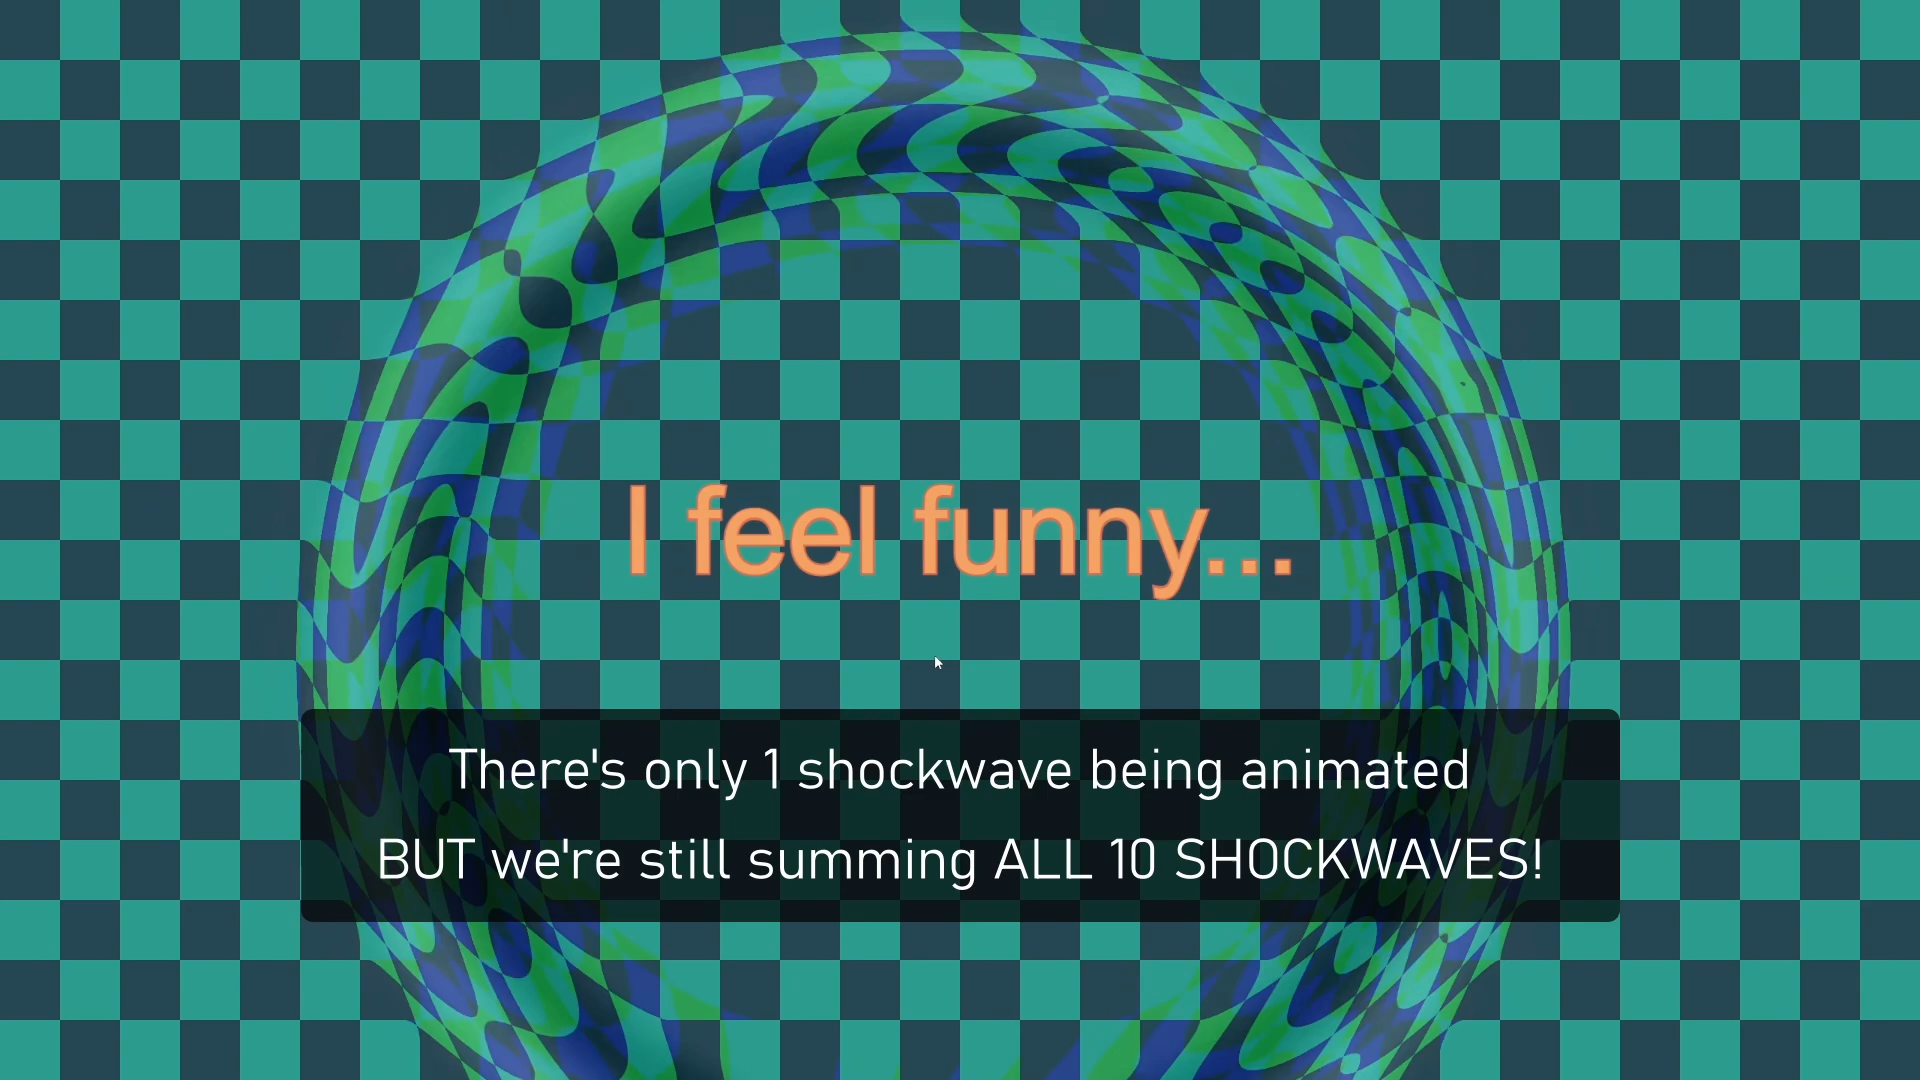 I feel funny...
There's only 1 shockwave being animated
BUT we're still summing ALL 10 SHOCKWAVES!